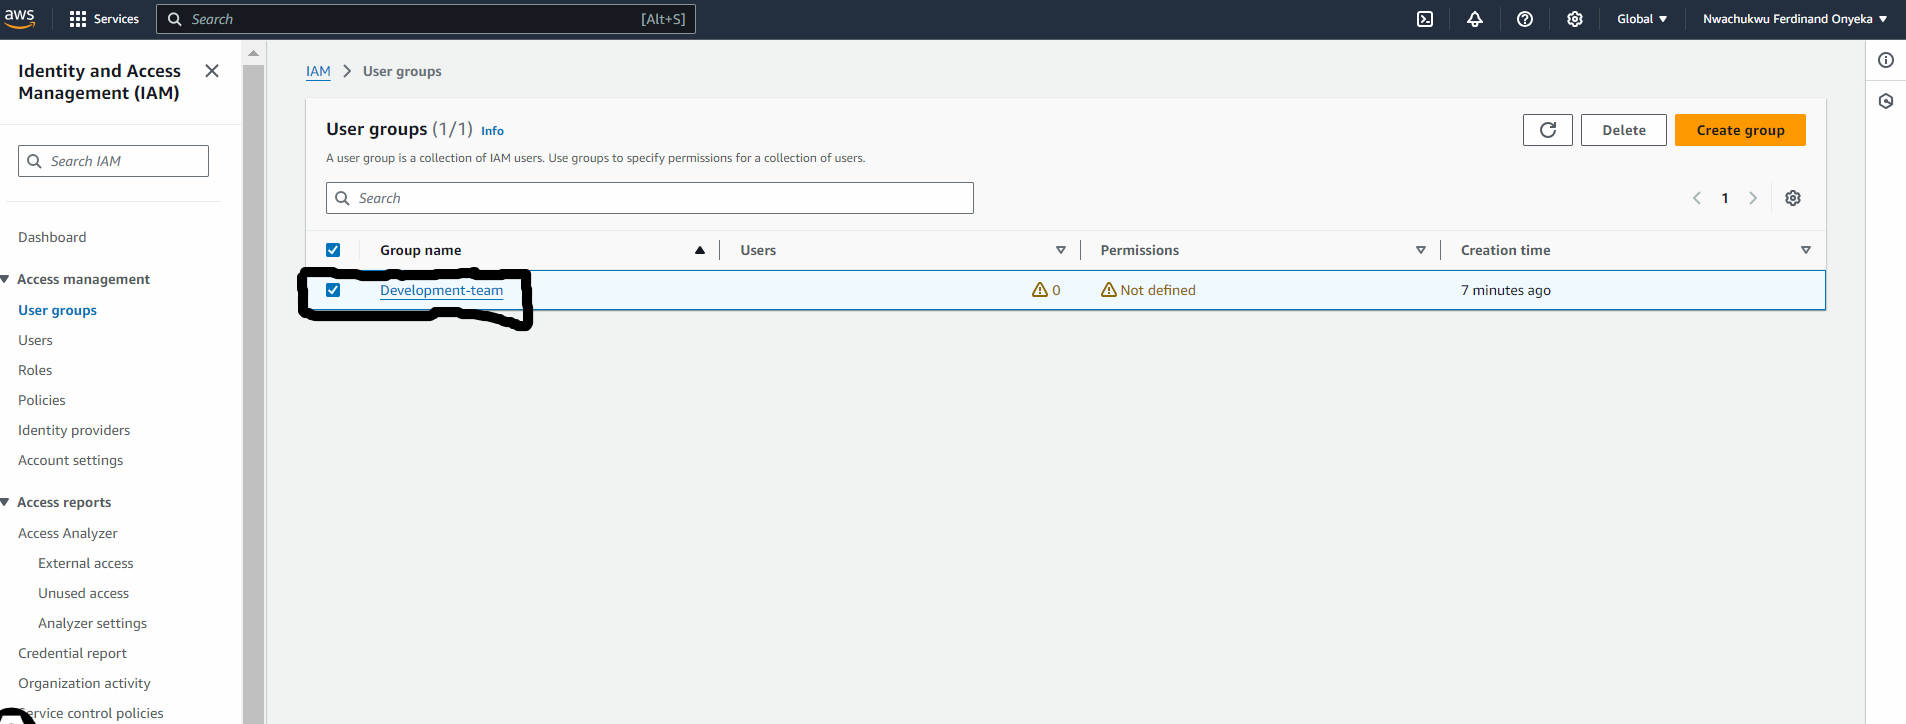 aws Services Search [Alt+S] Global Nwachukwu Ferdinand Onyeka
Identity and Access
Management (IAM)
Search IAM
Dashboard
Access management
User groups
Users
Roles
Policies
Identity providers
Account settings
Access reports
Access Analyzer
External access
Unused access
Analyzer settings
Credential report
Organization activity
Service control policies
IAM > User groups
User groups (1/1) Info
Delete
Create group
A user group is a collection of IAM users. Use groups to specify permissions for a collection of users.
Search
1
Group name Users Permissions Creation time
Development-team 0 Not defined 7 minutes ago